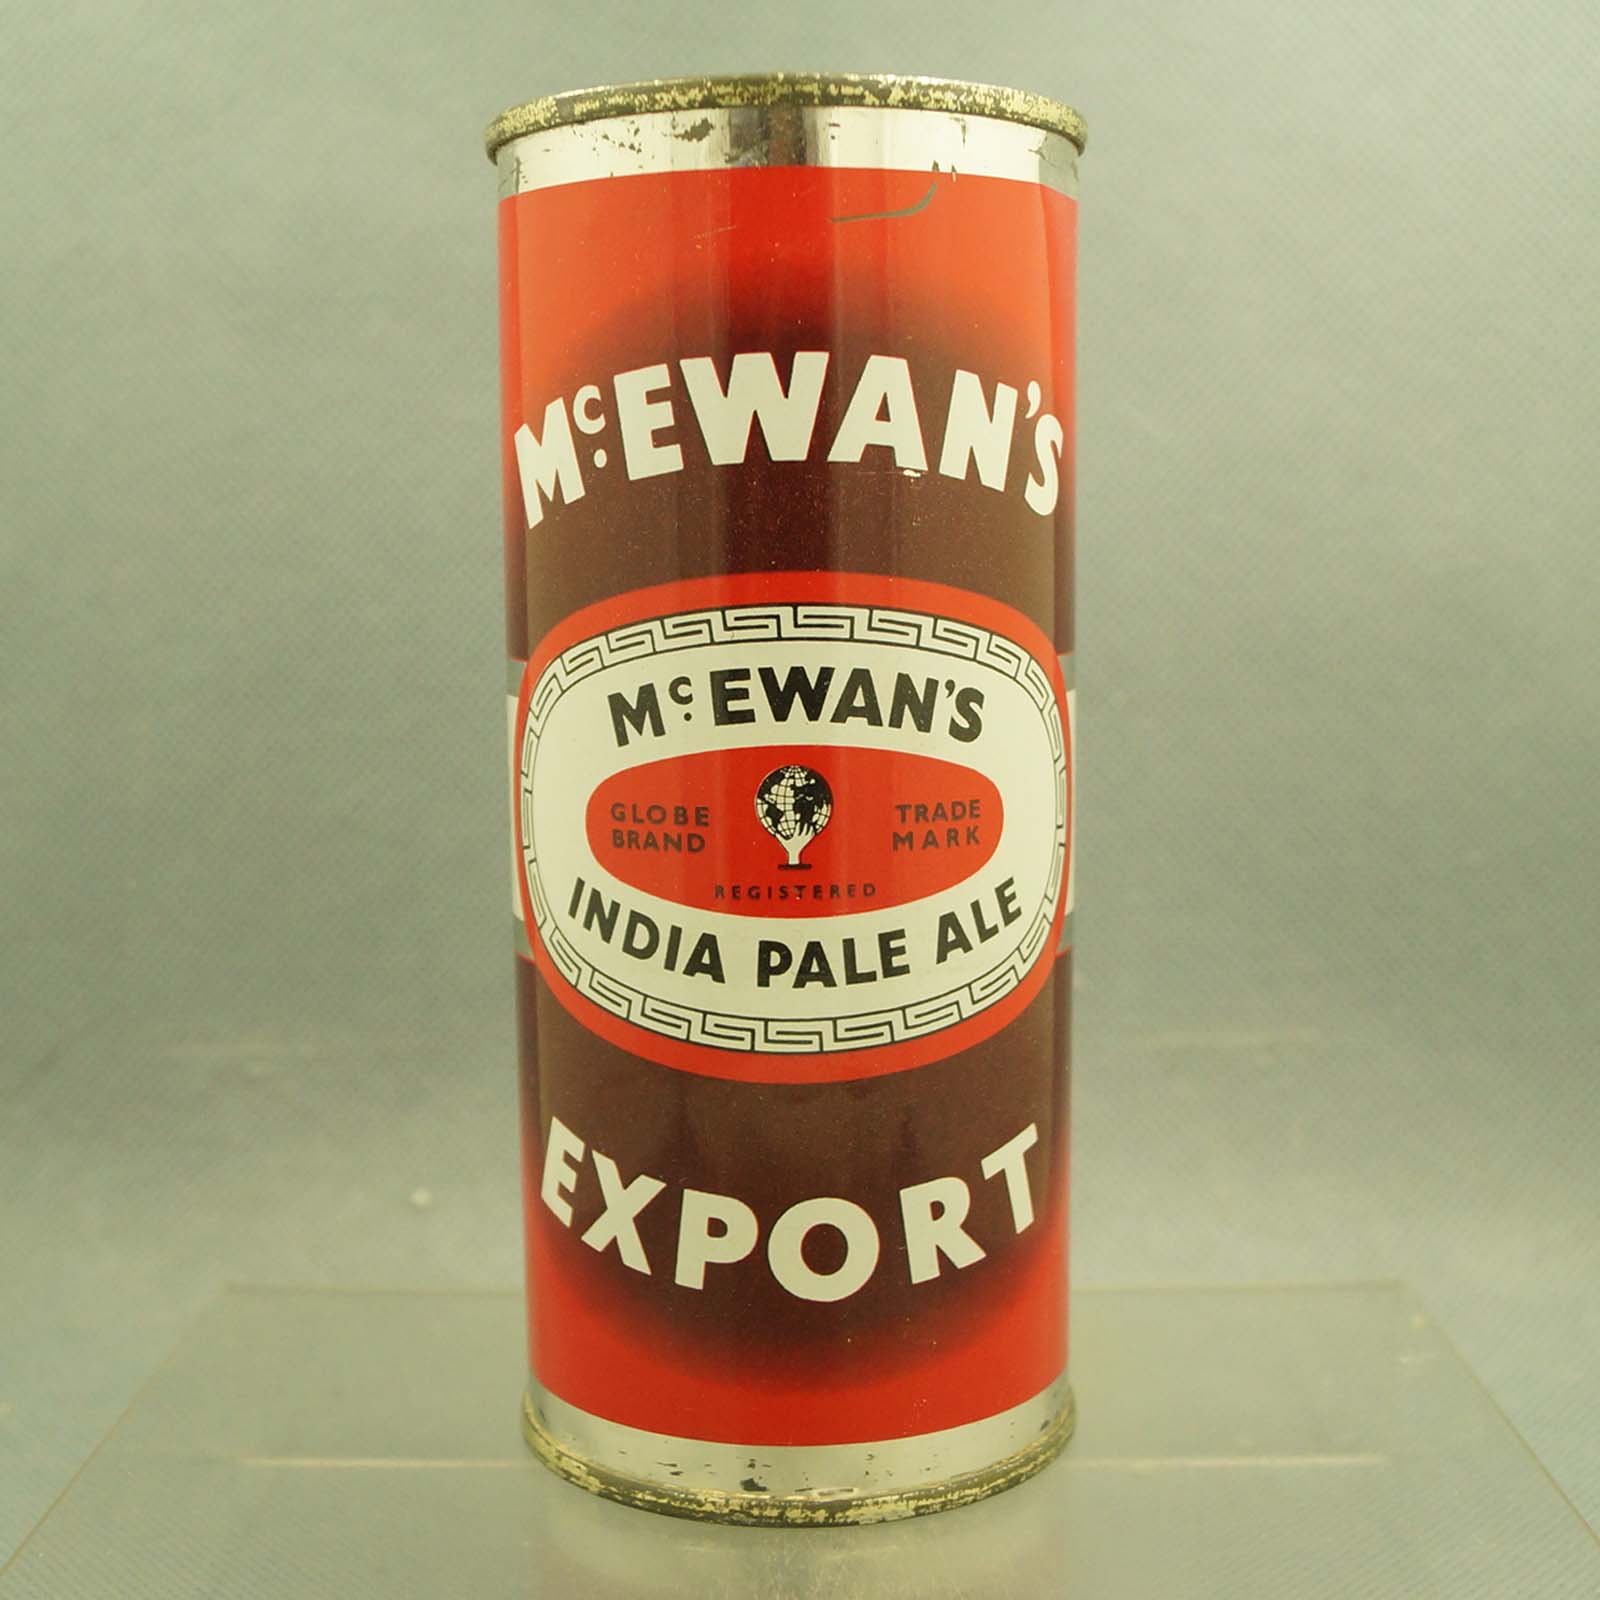 McEWAN'S
McEWAN'S
GLOBE BRAND
TRADE MARK
REGISTERED
INDIA PALE ALE
EXPORT